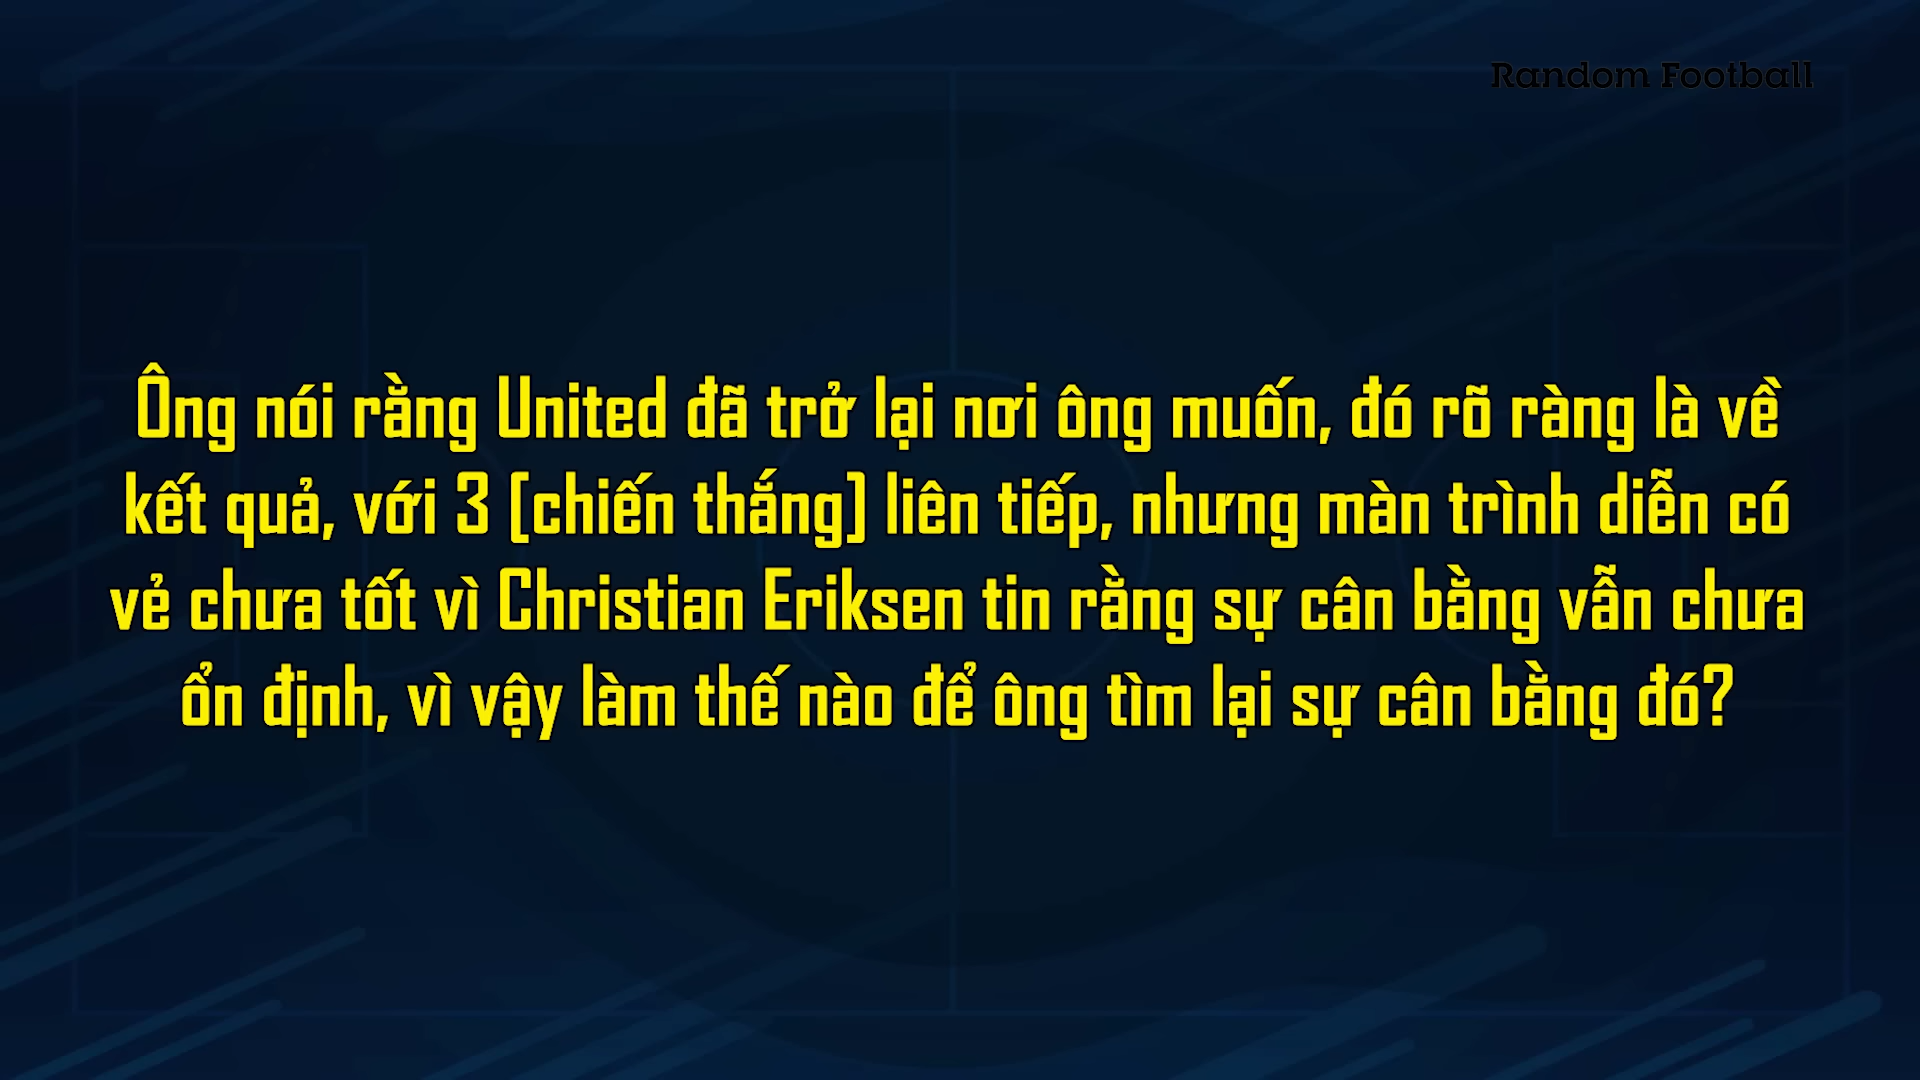 Random Football
Ông nói rằng United đã trở lại nơi ông muốn, đó rõ ràng là về
kết quả, với 3 [chiến thắng] liên tiếp, nhưng màn trình diễn có
vẻ chưa tốt vì Christian Eriksen tin rằng sự cân bằng vẫn chưa
ổn định, vì vậy làm thế nào để ông tìm lại sự cân bằng đó?